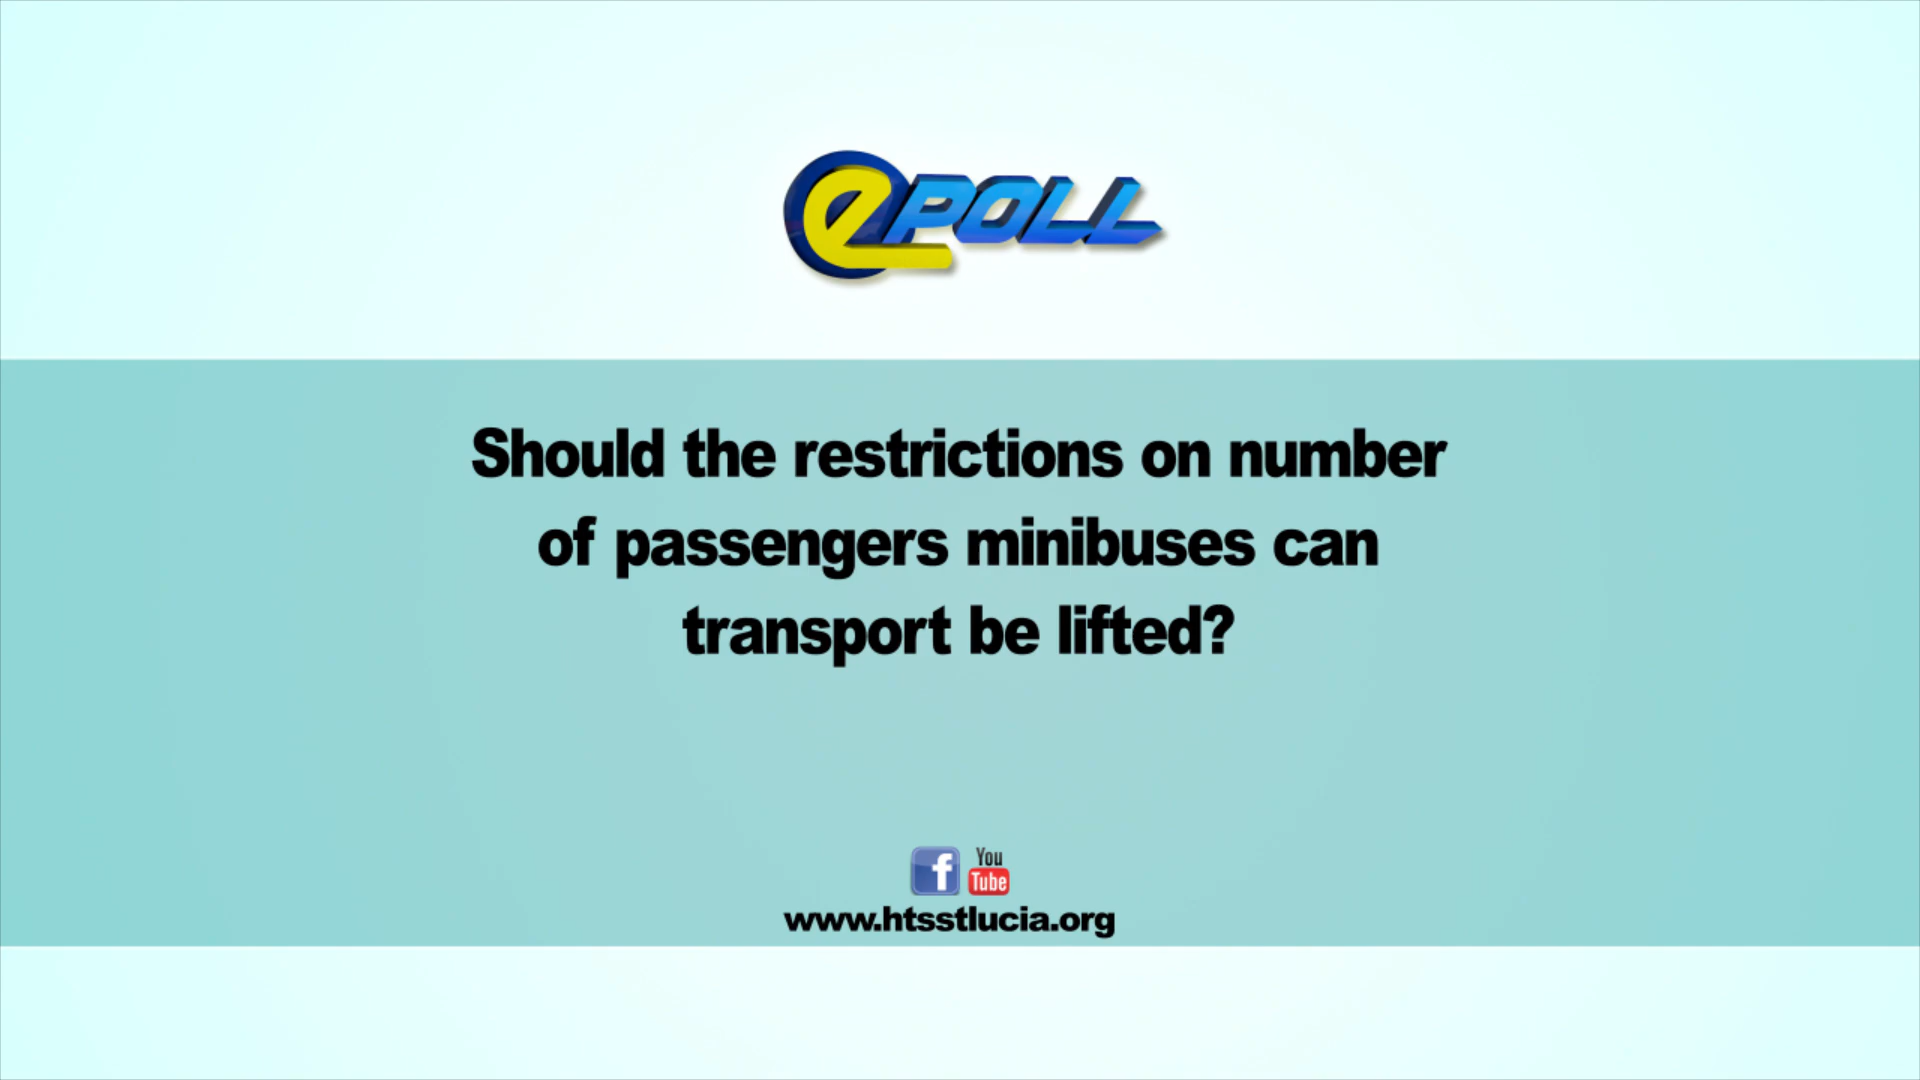 ePOLL
Should the restrictions on number
of passengers minibuses can
transport be lifted?
f You
Tube
www.htsstlucia.org